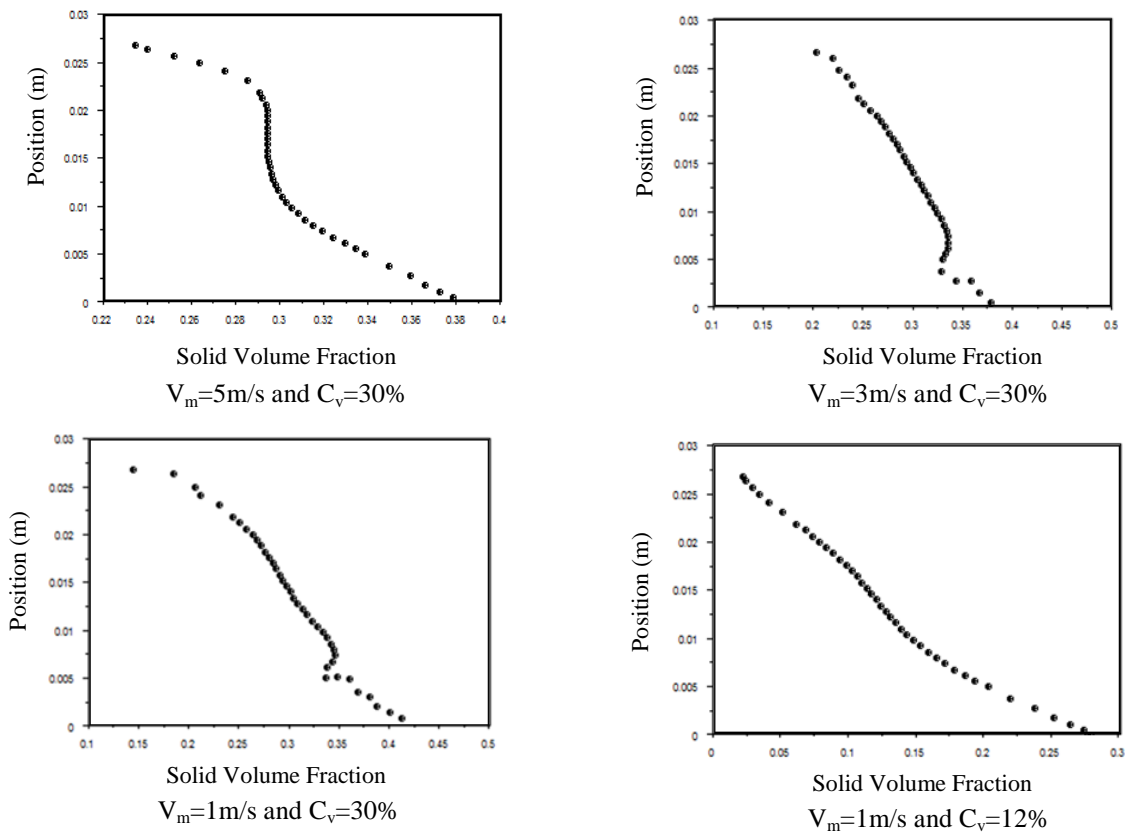 0.03
0.025
0.02
0.015
0.01
0.005
0
Position (m)
0.22 0.24 0.26 0.28 0.3 0.32 0.34 0.36 0.38 0.4
Solid Volume Fraction
Vm=5m/s and Cv=30%
0.03
0.025
0.02
0.015
0.01
0.005
0
Position (m)
0.1 0.15 0.2 0.25 0.3 0.35 0.4 0.45 0.5
Solid Volume Fraction
Vm=3m/s and Cv=30%
0.03
0.025
0.02
0.015
0.01
0.005
0
Position (m)
0.1 0.15 0.2 0.25 0.3 0.35 0.4 0.45 0.5
Solid Volume Fraction
Vm=1m/s and Cv=30%
0.03
0.025
0.02
0.015
0.01
0.005
0
Position (m)
0 0.05 0.1 0.15 0.2 0.25 0.3
Solid Volume Fraction
Vm=1m/s and Cv=12%